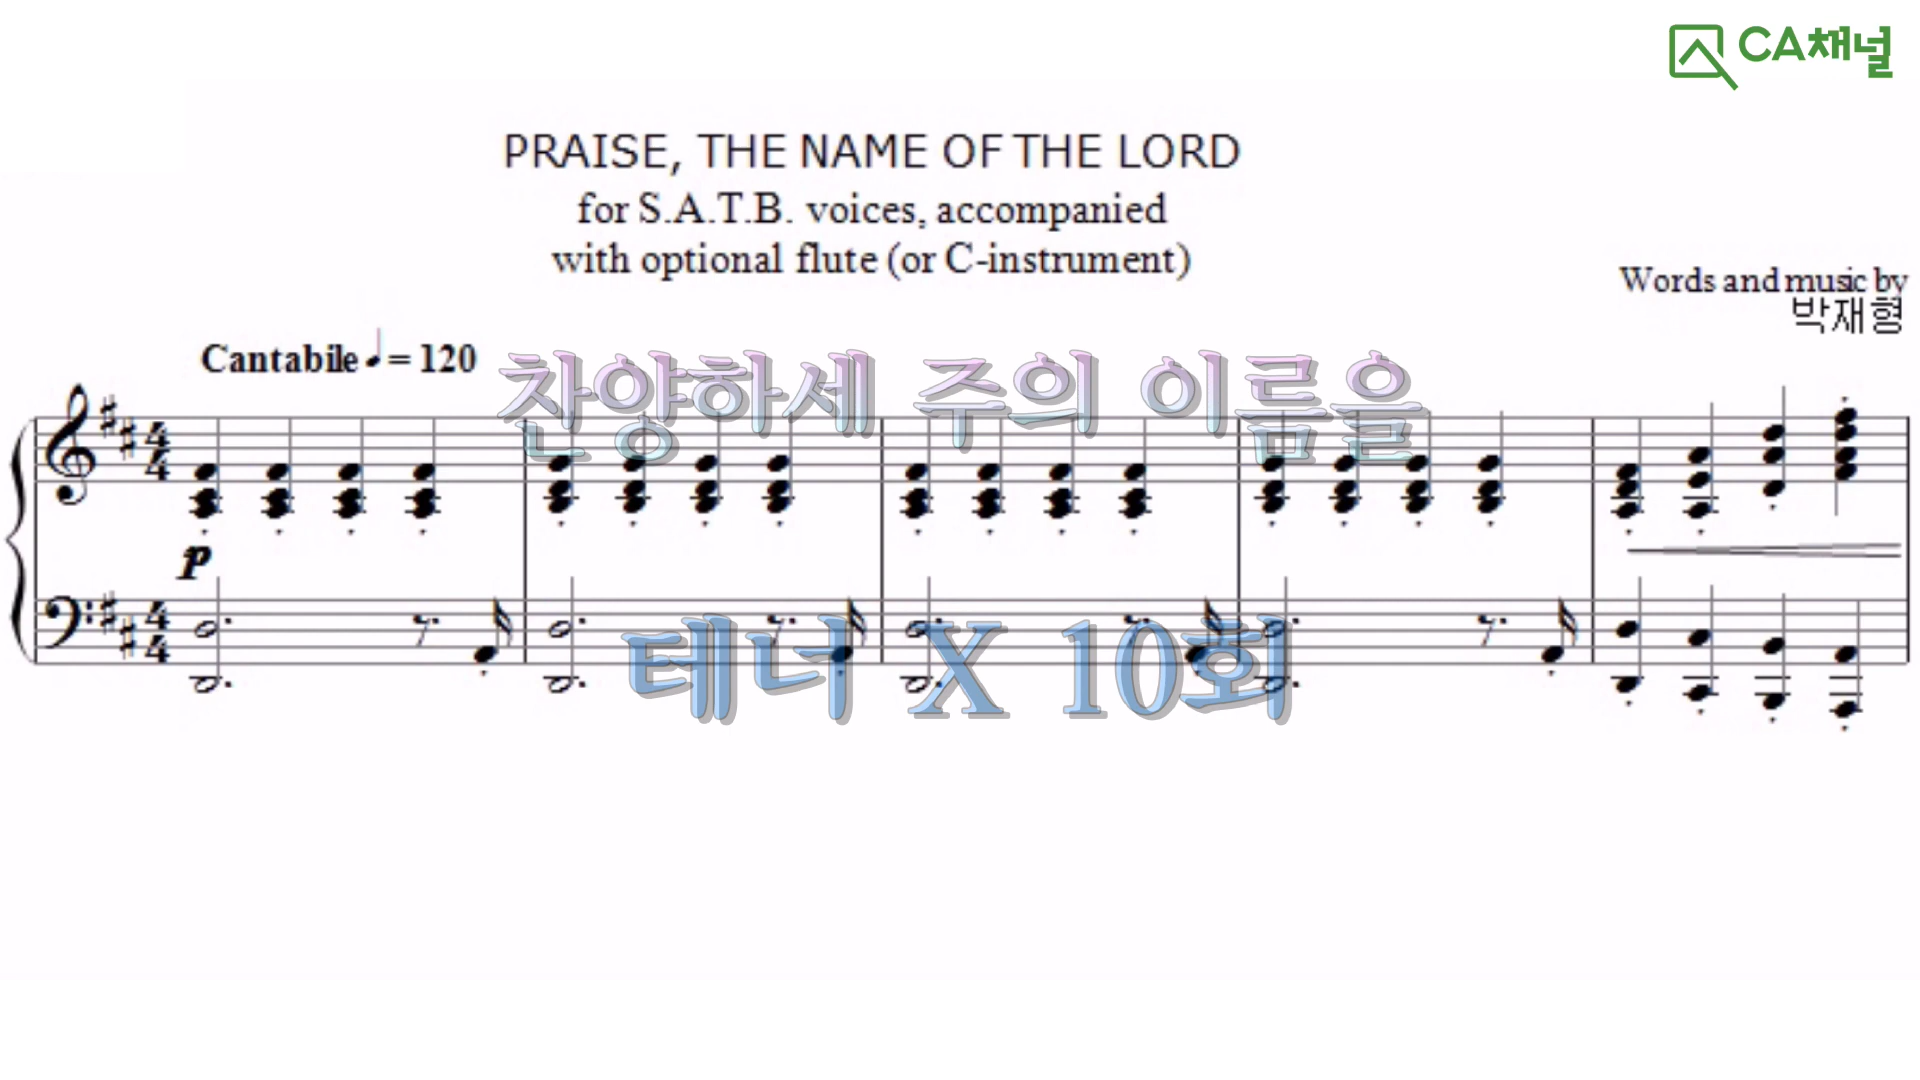 CA채널
PRAISE, THE NAME OF THE LORD
for S.A.T.B. voices, accompanied
with optional flute (or C-instrument)
Words and music by
박재형
Cantabile ♩= 120
찬양하세 주의 이름을
p
테너 X 10회